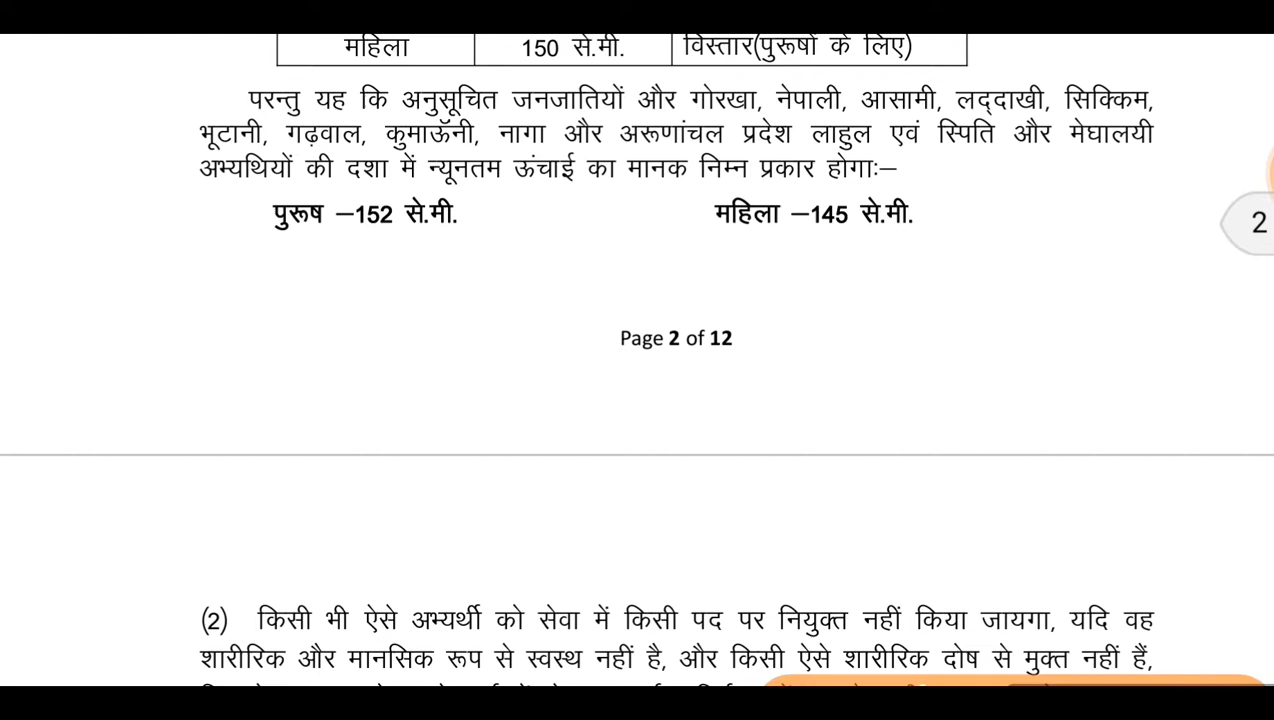 महिला 150 से.मी. विस्तार(पुरूषों के लिए)
परन्तु यह कि अनुसूचित जनजातियों और गोरखा, नेपाली, आसामी, लद्दाखी, सिक्किम,
भूटानी, गढ़वाल, कुमाऊॅनी, नागा और अरूणांचल प्रदेश लाहुल एवं स्पिति और मेघालयी
अभ्यथियों की दशा में न्यूनतम ऊंचाई का मानक निम्न प्रकार होगाः–
पुरूष –152 से.मी. महिला –145 से.मी.
2
Page 2 of 12
(2) किसी भी ऐसे अभ्यर्थी को सेवा में किसी पद पर नियुक्त नहीं किया जायगा, यदि वह
शारीरिक और मानसिक रूप से स्वस्थ नहीं है, और किसी ऐसे शारीरिक दोष से मुक्त नहीं हैं,